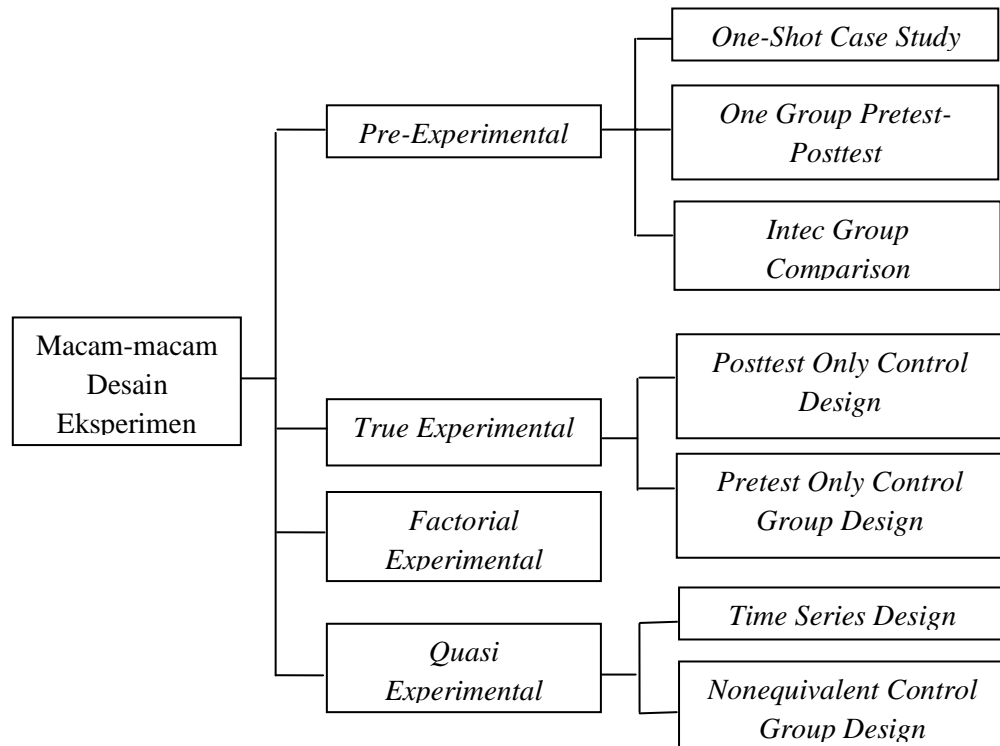 One-Shot Case Study
Pre-Experimental
One Group Pretest-
Posttest
Intec Group
Comparison
Macam-macam
Desain
Eksperimen
Posttest Only Control
Design
True Experimental
Pretest Only Control
Group Design
Factorial
Experimental
Time Series Design
Quasi
Experimental
Nonequivalent Control
Group Design